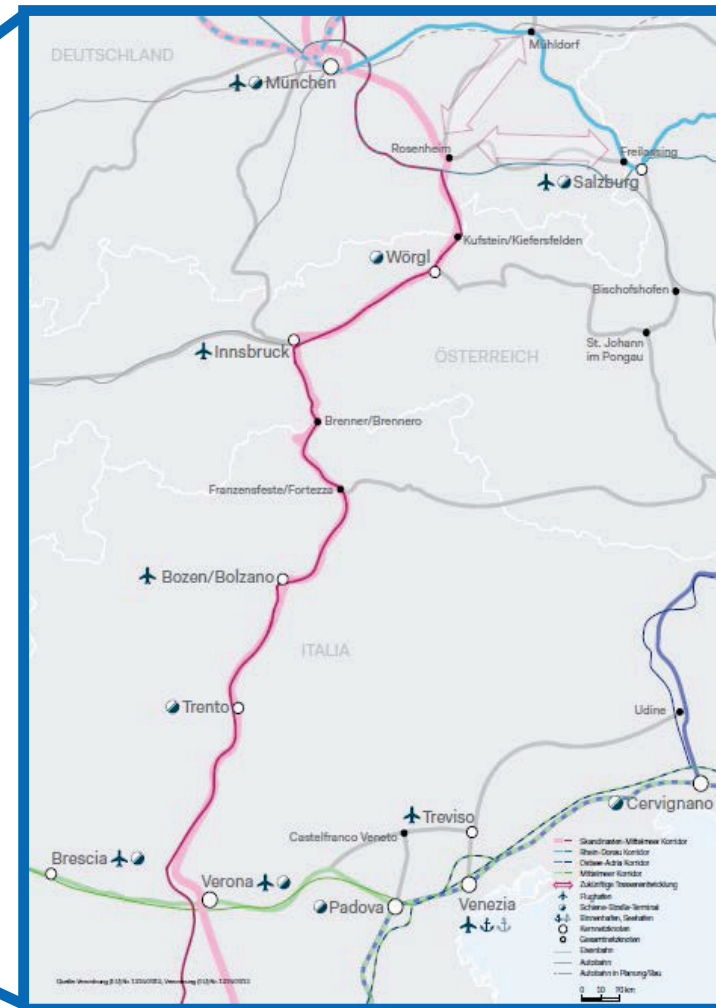 DEUTSCHLAND
Mühldorf
München
Rosenheim
Freilassing
Salzburg
Kufstein/Kiefersfelden
Wörgl
Bischofshofen
St. Johann
im Pongau
Innsbruck
ÖSTERREICH
Brenner/Brennero
Franzensfeste/Fortezza
Bozen/Bolzano
ITALIA
Trento
Udine
Cervignano
Treviso
Castelfranco Veneto
Brescia
Verona
Padova
Venezia
Skandinavien-Mittelmeer Korridor
Rhein-Donau Korridor
Ostsee-Adria Korridor
Mittelmeer Korridor
Zukünftige Trassenentwicklung
Flughafen
Schiene-Straße-Terminal
Binnenhafen, Seehafen
Kernnetzknoten
Gesamtnetzknoten
Eisenbahn
Autobahn
Autobahn in Planung/Bau